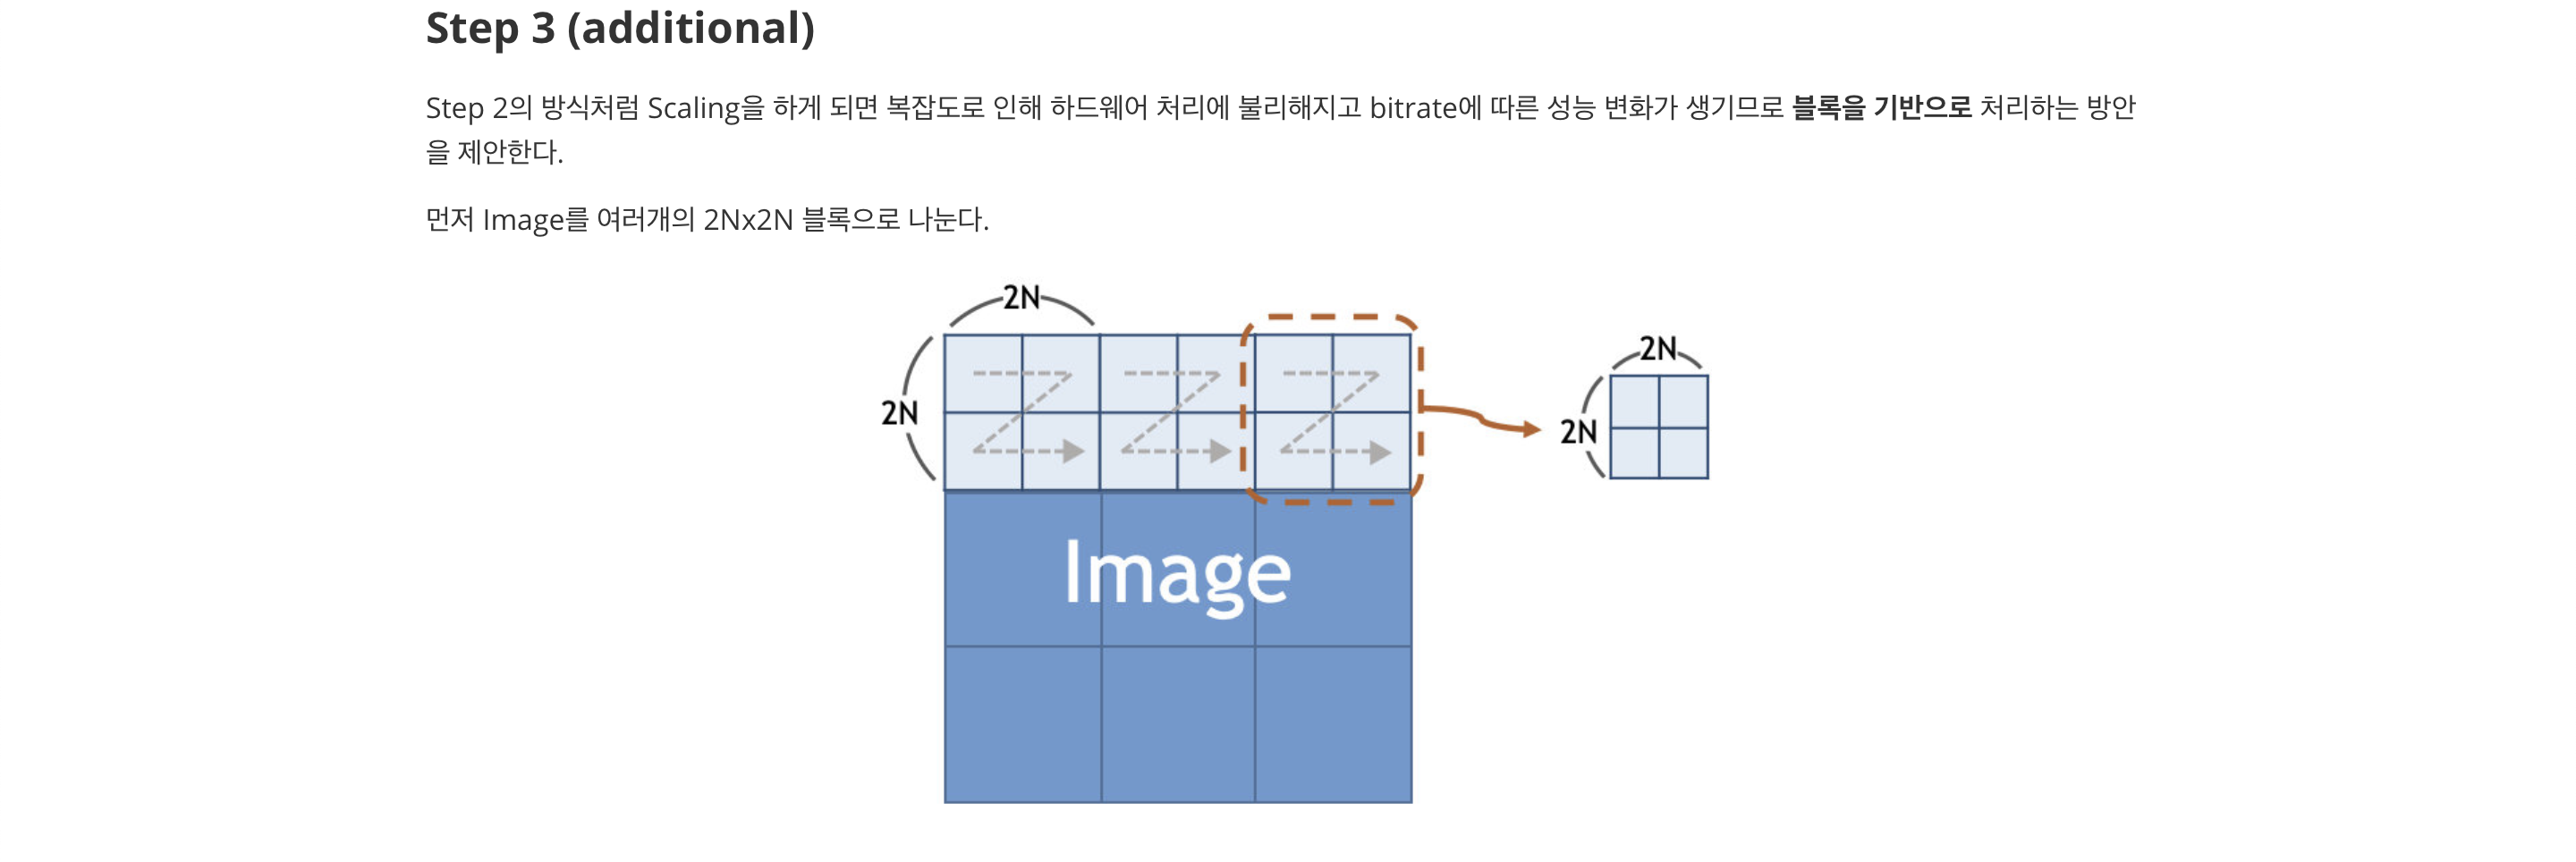 Step 3 (additional)
Step 2의 방식처럼 Scaling을 하게 되면 복잡도로 인해 하드웨어 처리에 불리해지고 bitrate에 따른 성능 변화가 생기므로 블록을 기반으로 처리하는 방안
을 제안한다.
먼저 Image를 여러개의 2Nx2N 블록으로 나눈다.
2N
2N
2N
2N
Image